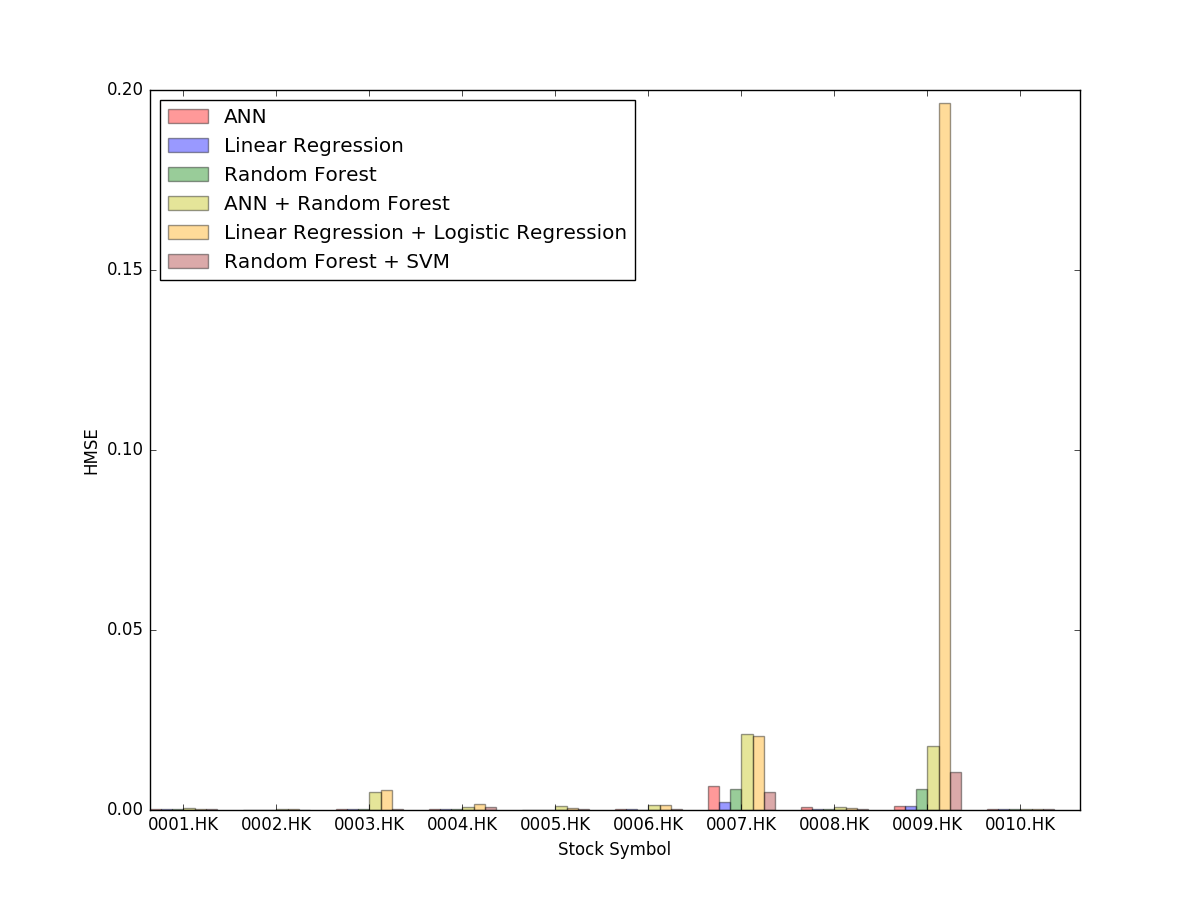 0.20
0.15
0.10
0.05
0.00
HMSE
ANN
Linear Regression
Random Forest
ANN + Random Forest
Linear Regression + Logistic Regression
Random Forest + SVM
0001.HK 0002.HK 0003.HK 0004.HK 0005.HK 0006.HK 0007.HK 0008.HK 0009.HK 0010.HK
Stock Symbol